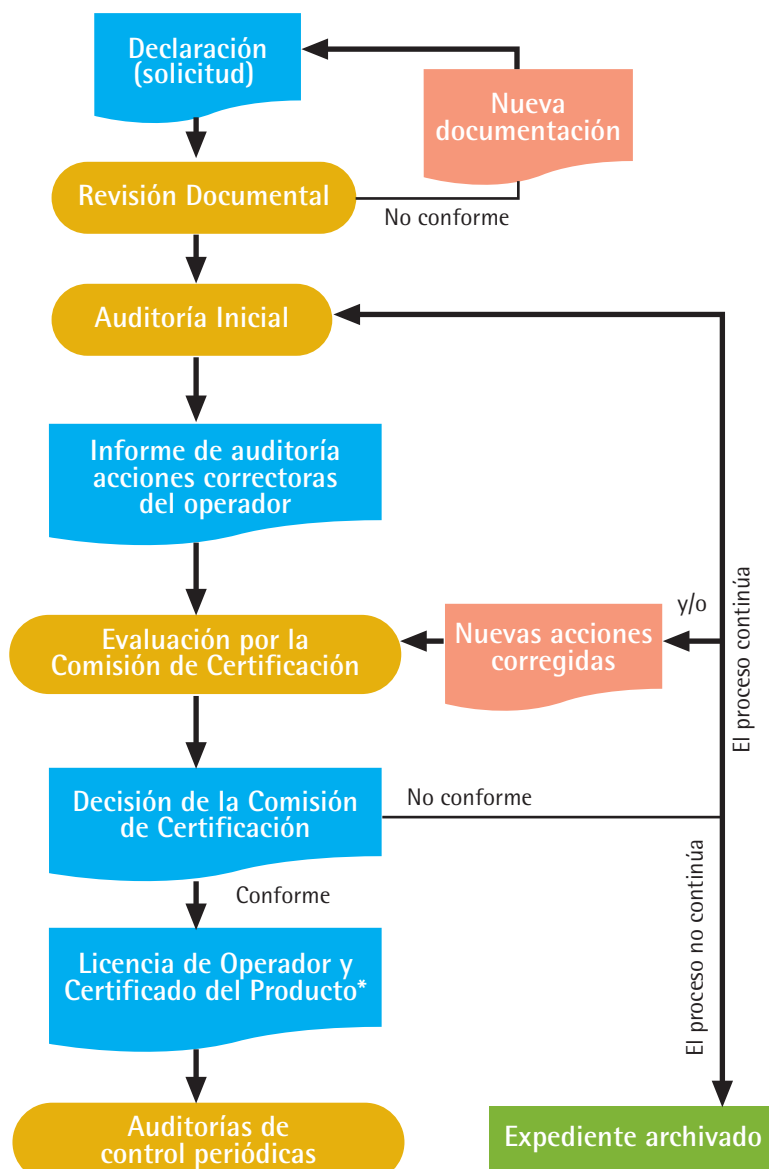 Declaración
(solicitud)
Nueva
documentación
Revisión Documental
No conforme
Auditoría Inicial
Informe de auditoría
acciones correctoras
del operador
El proceso continúa
y/o
Evaluación por la
Comisión de Certificación
Nuevas acciones
corregidas
Decisión de la Comisión
de Certificación
No conforme
El proceso no continúa
Conforme
Licencia de Operador y
Certificado del Producto*
Auditorías de
control periódicas
Expediente archivado